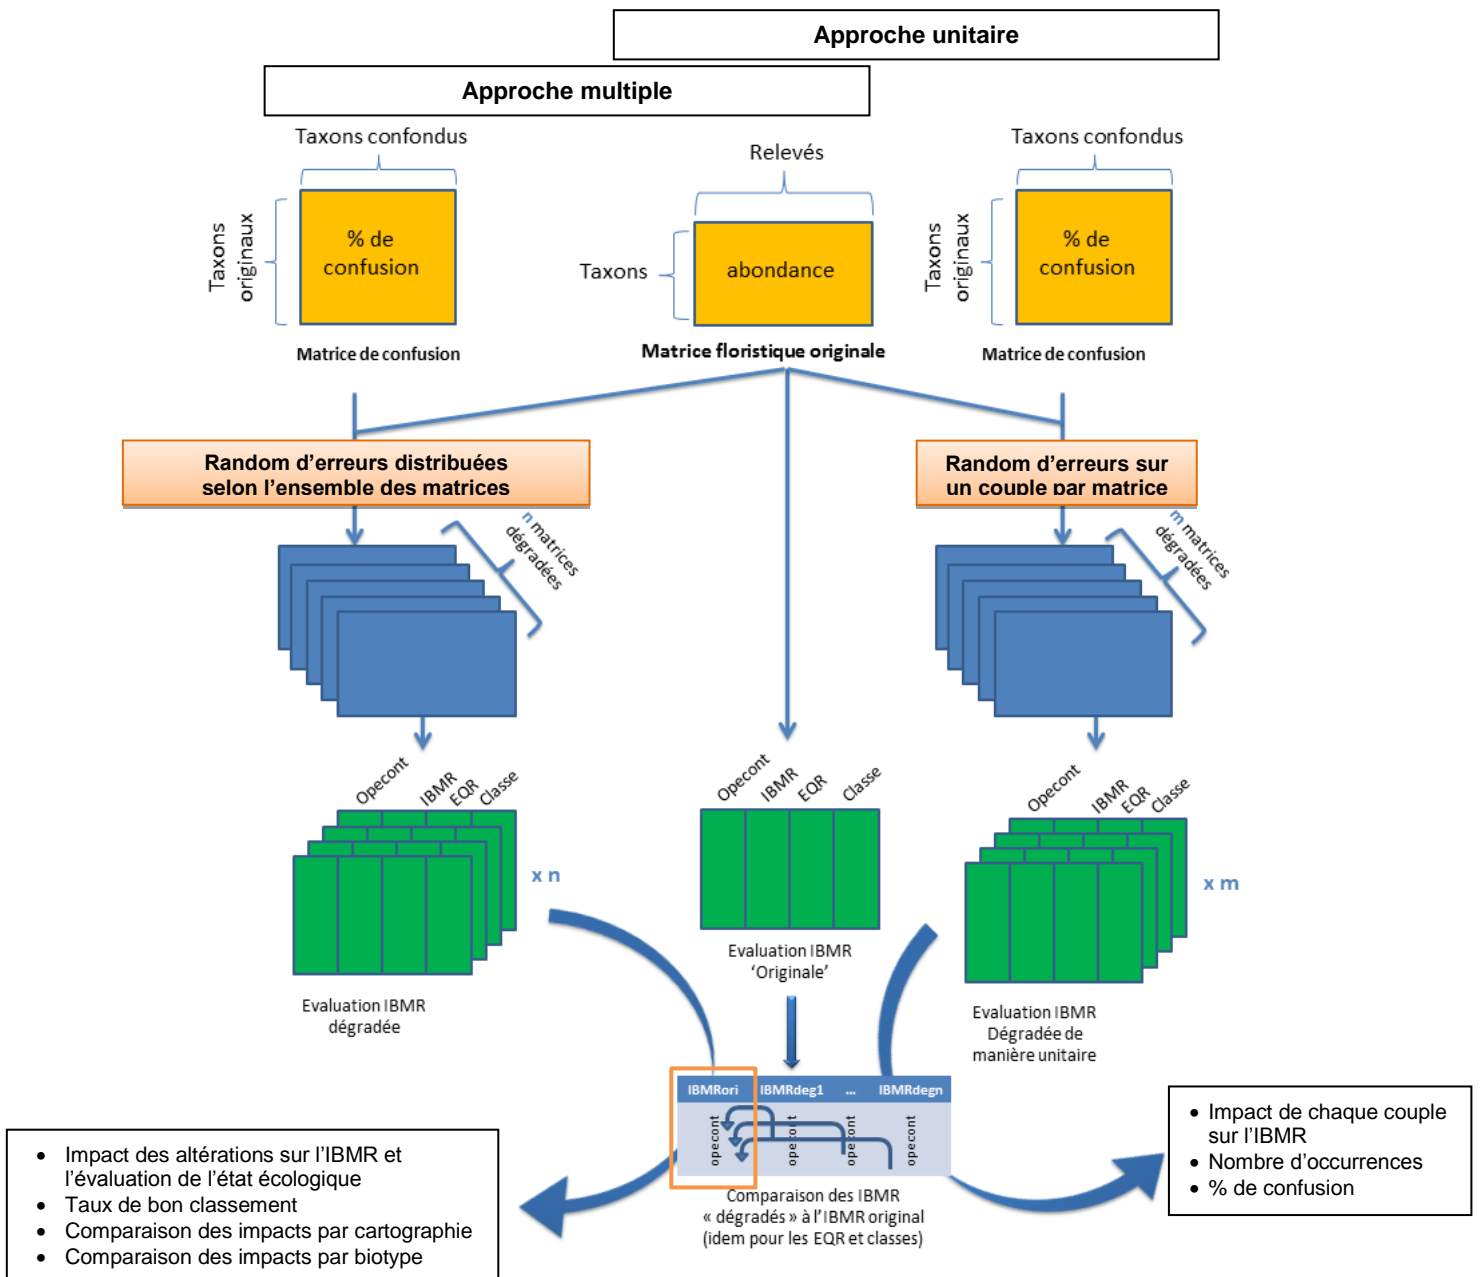 Approche unitaire
Approche multiple
Taxons confondus
Relevés
Taxons confondus
Taxons
originaux
% de
confusion
Taxons
abondance
Taxons
originaux
% de
confusion
Matrice de confusion
Matrice floristique originale
Matrice de confusion
Random d'erreurs distribuées
selon l'ensemble des matrices
Random d'erreurs sur
un couple par matrice
n matrices
dégradées
m matrices
dégradées
Opecont IBMR EQR Classe
Opecont IBMR EQR Classe
Opecont IBMR EQR Classe
x n
x m
Evaluation IBMR
dégradée
Evaluation IBMR
‘Originale’
Evaluation IBMR
Dégradée de
manière unitaire
IBMRori IBMRdeg1 ... IBMRdegn
opecont opecont opecont opecont
Comparaison des IBMR
« dégradés » à l'IBMR original
(idem pour les EQR et classes)
• Impact des altérations sur l'IBMR et
l'évaluation de l'état écologique
• Taux de bon classement
• Comparaison des impacts par cartographie
• Comparaison des impacts par biotype
• Impact de chaque couple
sur l'IBMR
• Nombre d'occurrences
• % de confusion